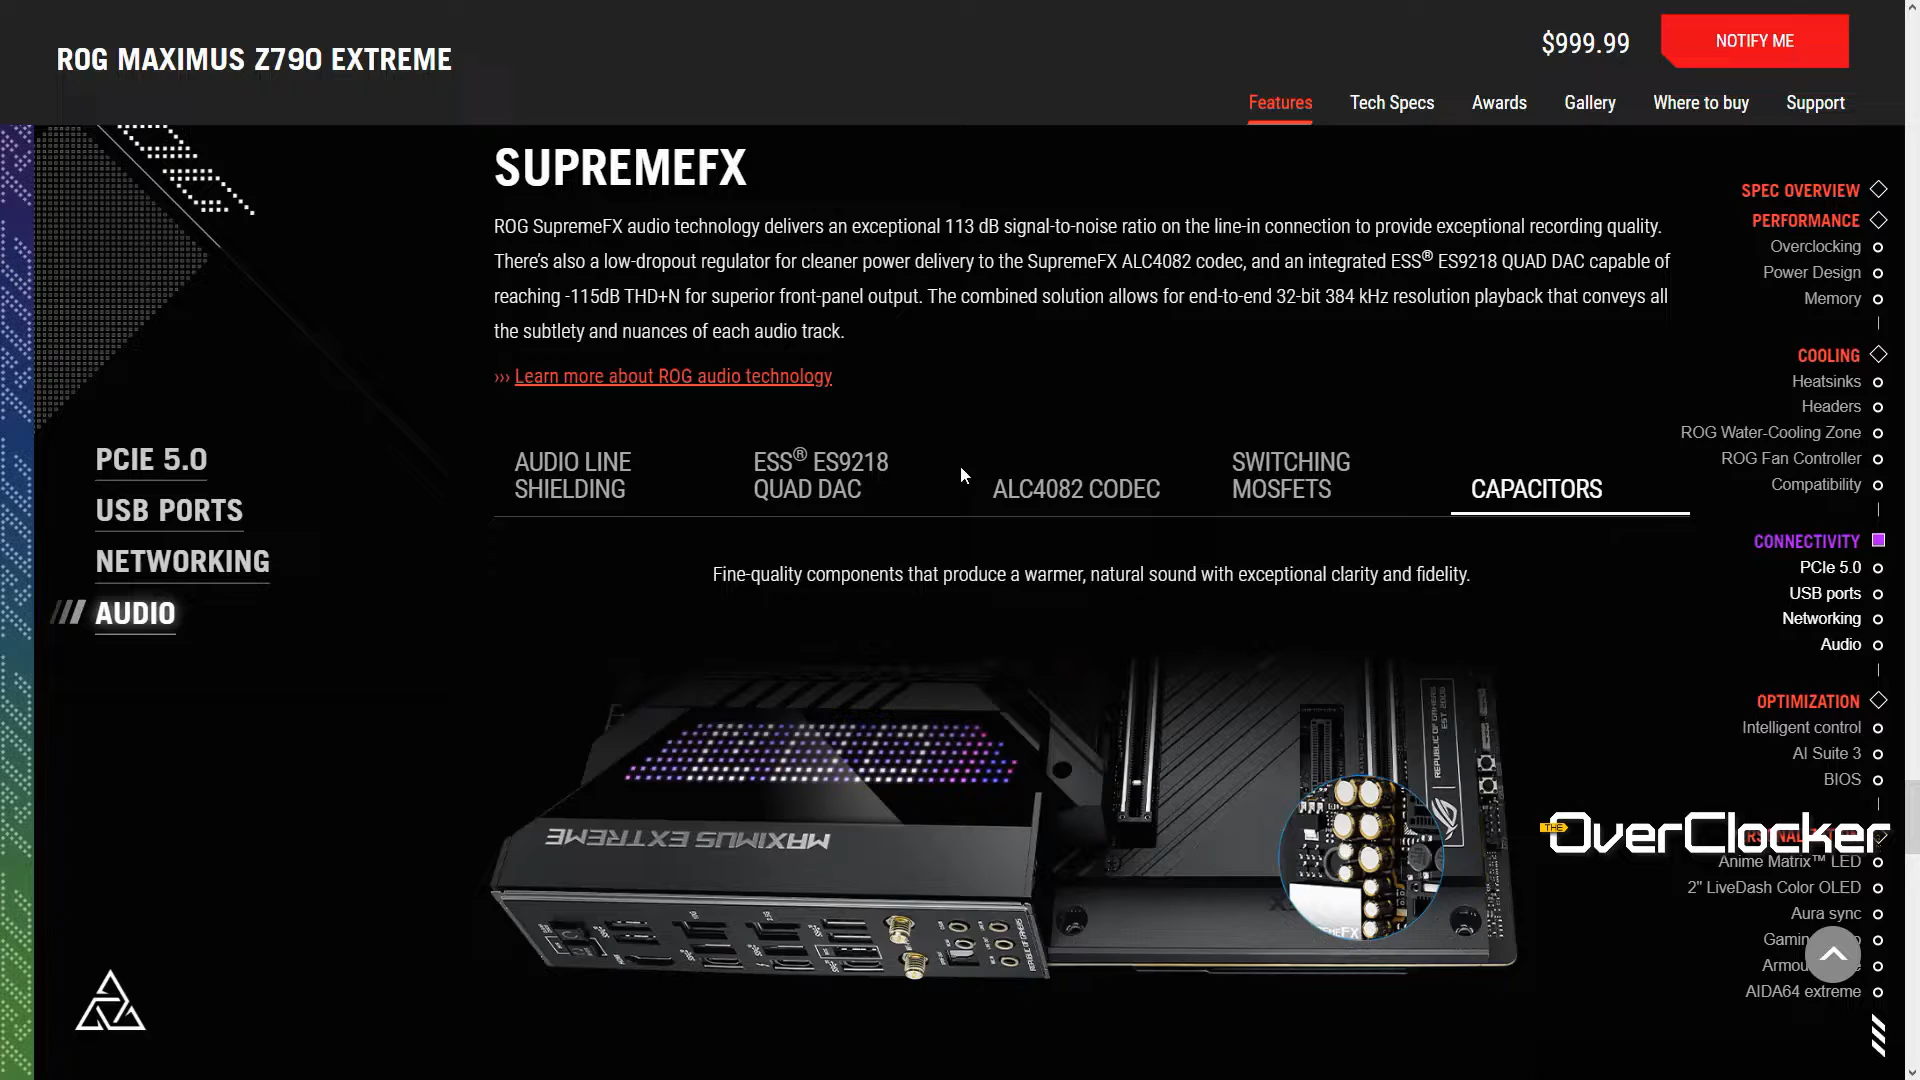 ROG MAXIMUS Z790 EXTREME
$999.99
NOTIFY ME
Features
Tech Specs
Awards
Gallery
Where to buy
Support
SUPREMEFX
ROG SupremeFX audio technology delivers an exceptional 113 dB signal-to-noise ratio on the line-in connection to provide exceptional recording quality.
There's also a low-dropout regulator for cleaner power delivery to the SupremeFX ALC4082 codec, and an integrated ESS® ES9218 QUAD DAC capable of
reaching -115dB THD+N for superior front-panel output. The combined solution allows for end-to-end 32-bit 384 kHz resolution playback that conveys all
the subtlety and nuances of each audio track.
››› Learn more about ROG audio technology
PCIE 5.0
USB PORTS
NETWORKING
AUDIO
AUDIO LINE
SHIELDING
ESS® ES9218
QUAD DAC
ALC4082 CODEC
SWITCHING
MOSFETS
CAPACITORS
Fine-quality components that produce a warmer, natural sound with exceptional clarity and fidelity.
MAXIMUS EXTREME
REPUBLIC OF GAMERS
SPEC OVERVIEW
PERFORMANCE
Overclocking
Power Design
Memory
COOLING
Heatsinks
Headers
ROG Water-Cooling Zone
ROG Fan Controller
Compatibility
CONNECTIVITY
PCIe 5.0
USB ports
Networking
Audio
OPTIMIZATION
Intelligent control
AI Suite 3
BIOS
THE OverClocker
Anime Matrix™ LED
2" LiveDash Color OLED
Aura sync
AIDA64 extreme